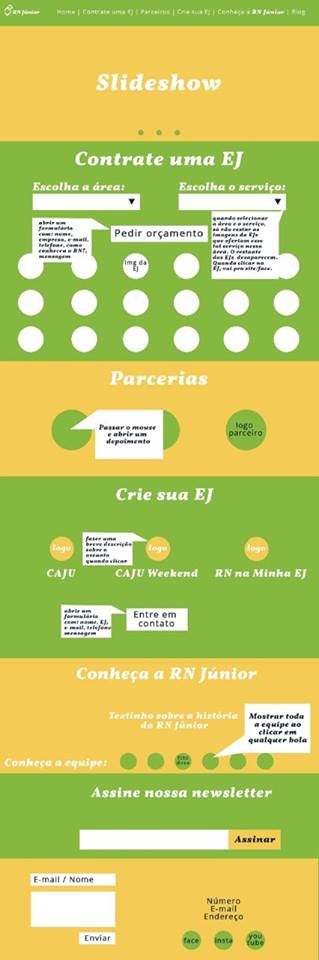 RN Júnior
Home | Contrate uma EJ | Parceiros | Crie sua EJ | Conheça a RN Júnior | Blog
Slideshow
Contrate uma EJ
Escolha a área:
Escolha o serviço:
abrir um
formulário
com: nome,
empresa, e-mail,
telefone, como
conheceu a RN?,
mensagem
Pedir orçamento
quando selecionar
a área e o serviço,
só vão restar as
imagens da EJs
que ofertam esse
tal serviço nessa
área. O restante
das EJs desaparecem.
Quando clicar na
EJ, vai pro site/face.
img da
EJ
Parcerias
Passar o mouse
e abrir um
depoimento
logo
parceiro
Crie sua EJ
logo
fazer uma
breve descrição
sobre o
assunto
quando clicar
logo
logo
CAJU
CAJU Weekend
RN na Minha EJ
abrir um
formulário
com: nome, EJ,
e-mail, telefone
mensagem
Entre em
contato
Conheça a RN Júnior
Textinho sobre a história
da RN Júnior
Mostrar toda
a equipe ao
clicar em
qualquer bola
Conheça a equipe:
foto
Assine nossa newsletter
Assinar
E-mail / Nome
Enviar
Número
E-mail
Endereço
face
insta
you
tube